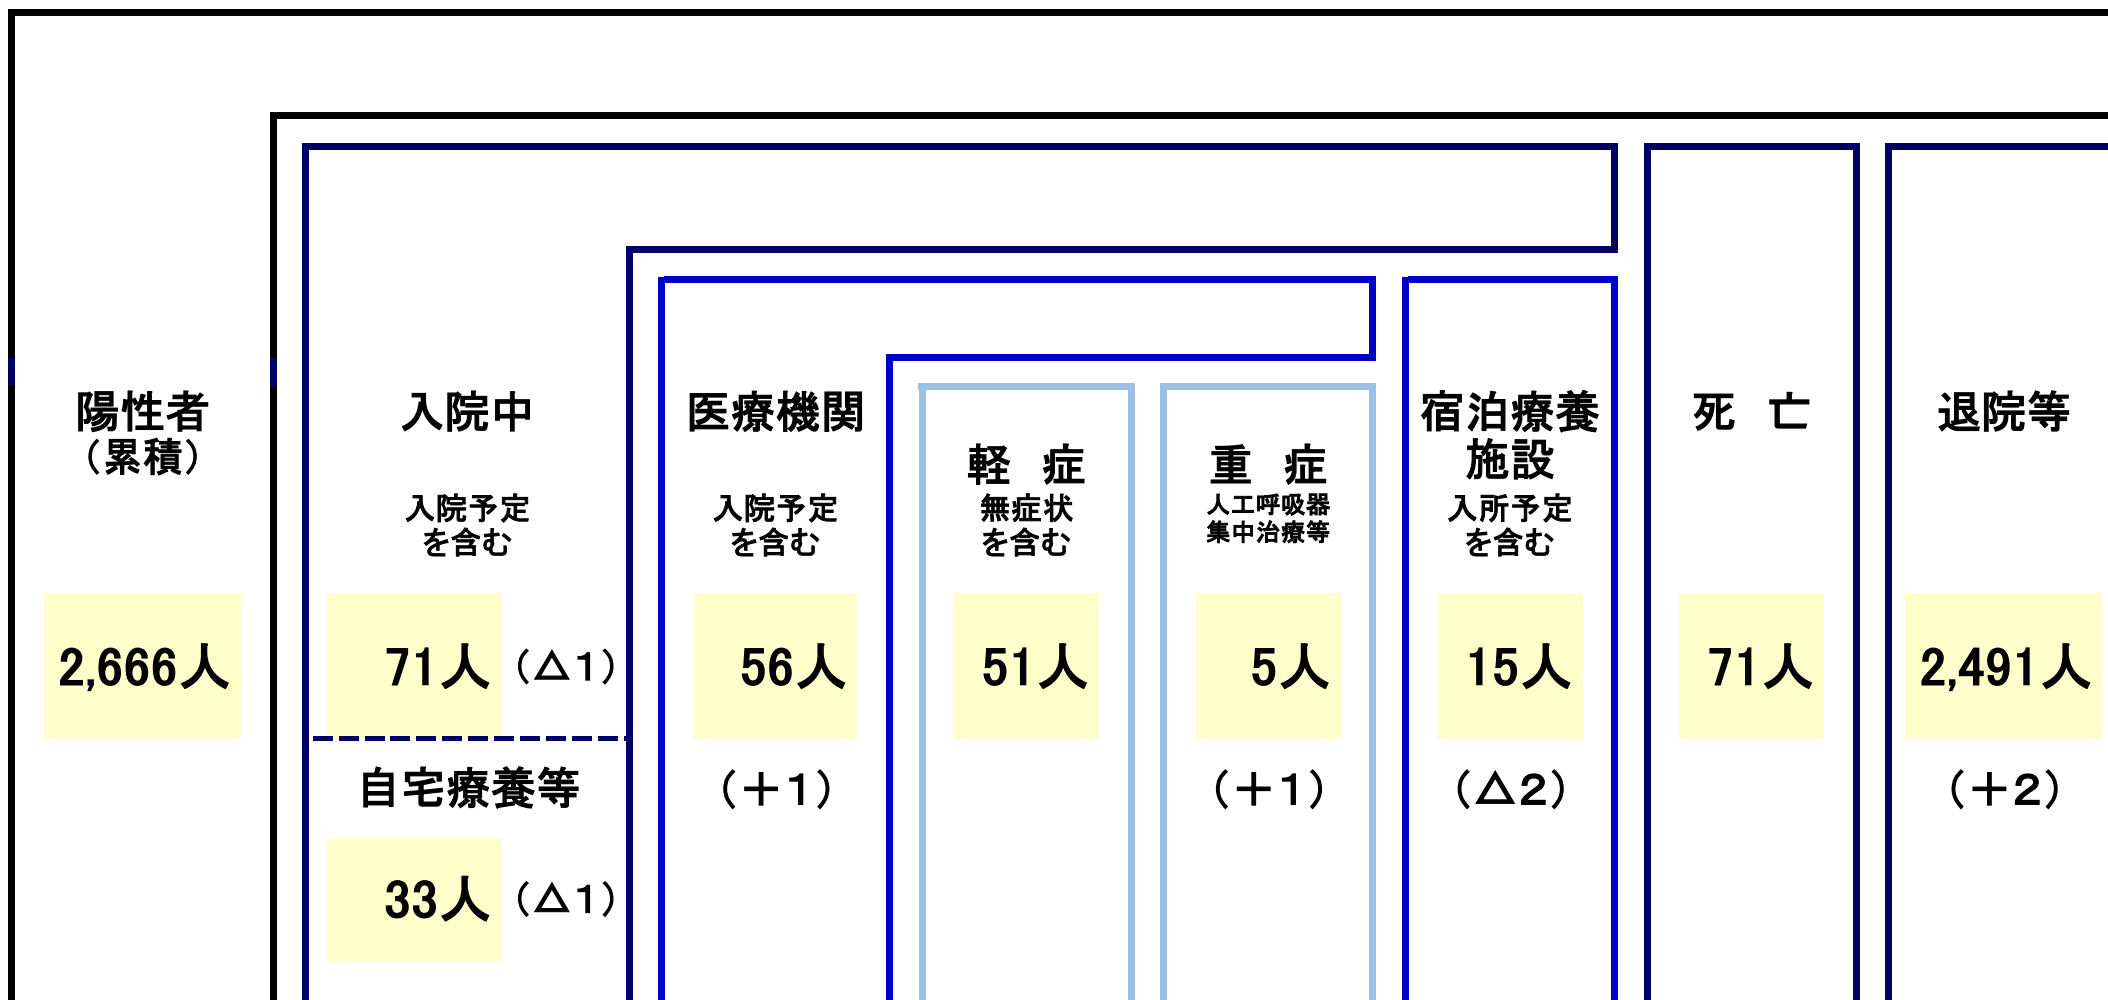 陽性者
（累積）
2,666人
入院中
入院予定
を含む
71人（△1）
自宅療養等
33人（△1）
医療機関
入院予定
を含む
56人
（＋1）
軽　症
無症状
を含む
51人
重　症
人工呼吸器
集中治療等
5人
（＋1）
宿泊療養
施設
入所予定
を含む
15人
（△2）
死　亡
71人
退院等
2,491人
（＋2）